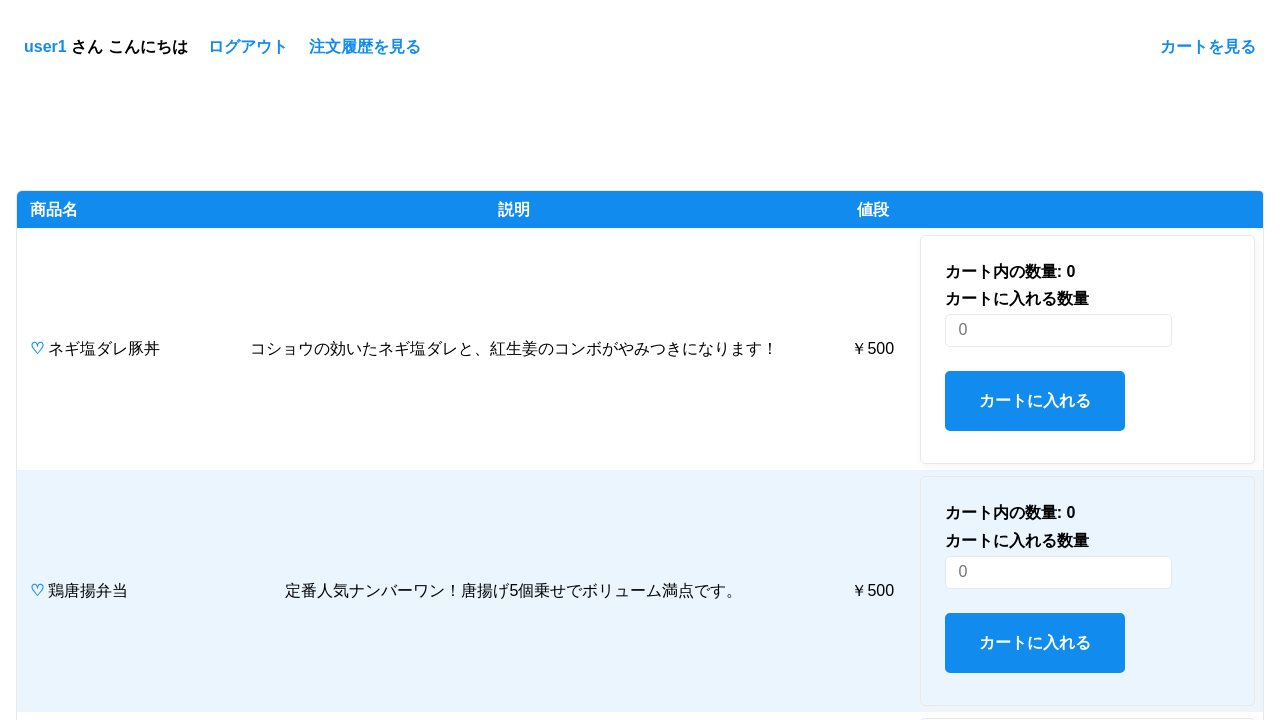 user1 さん こんにちは ログアウト 注文履歴を見る カートを見る
商品名 説明 値段
カート内の数量: 0
カートに入れる数量
0
♡ ネギ塩ダレ豚丼 コショウの効いたネギ塩ダレと、紅生姜のコンボがやみつきになります！ ￥500
カートに入れる
カート内の数量: 0
カートに入れる数量
0
♡ 鶏唐揚弁当 定番人気ナンバーワン！唐揚げ5個乗せでボリューム満点です。 ￥500
カートに入れる